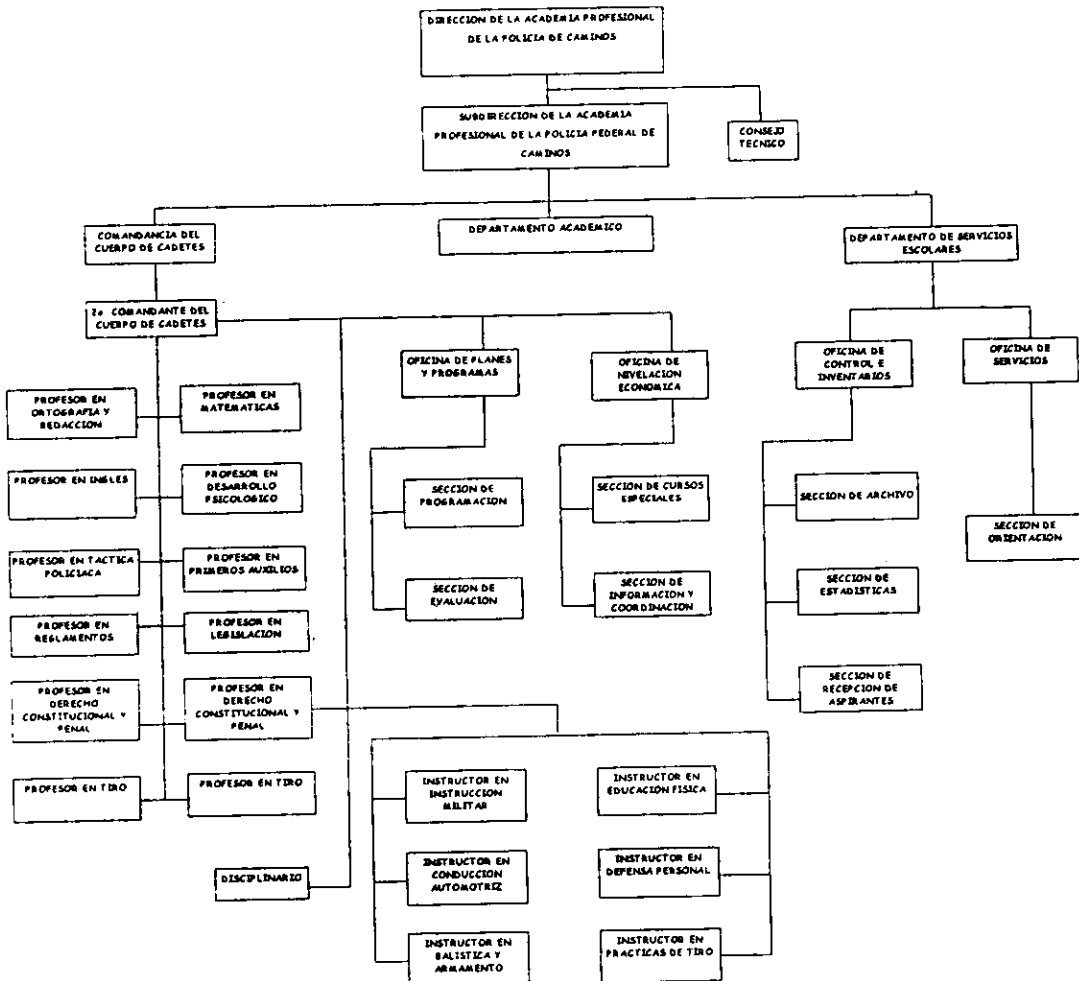 DIRECCION DE LA ACADEMIA PROFESIONAL
DE LA POLICIA DE CAMINOS
SUBDIRECCION DE LA ACADEMIA
PROFESIONAL DE LA POLICIA FEDERAL DE
CAMINOS
CONSEJO
TECNICO
COMANDANCIA DEL
CUERPO DE CADETES
DEPARTAMENTO ACADEMICO
DEPARTAMENTO DE SERVICIOS
ESCOLARES
2o COMANDANTE DEL
CUERPO DE CADETES
OFICINA DE PLANES
Y PROGRAMAS
OFICINA DE
NIVELACION
ECONOMICA
OFICINA DE
CONTROL E
INVENTARIOS
OFICINA DE
SERVICIOS
PROFESOR EN
ORTOGRAFIA Y
REDACCION
PROFESOR EN
MATEMATICAS
PROFESOR EN INGLES
PROFESOR EN
DESARROLLO
PSICOLOGICO
SECCION DE
PROGRAMACION
SECCION DE CURSOS
ESPECIALES
SECCION DE ARCHIVO
SECCION DE
ORIENTACION
PROFESOR EN TACTICA
POLICIACA
PROFESOR EN
PRIMEROS AUXILIOS
SECCION DE
EVALUACION
SECCION DE
INFORMACION Y
COORDINACION
SECCION DE
ESTADISTICAS
PROFESOR EN
REGLAMENTOS
PROFESOR EN
LEGISLACION
PROFESOR EN
DERECHO
CONSTITUCIONAL Y
PENAL
PROFESOR EN
DERECHO
CONSTITUCIONAL Y
PENAL
SECCION DE
RECEPCION DE
ASPIRANTES
PROFESOR EN TIRO
PROFESOR EN TIRO
INSTRUCTOR EN
INSTRUCCION
MILITAR
INSTRUCTOR EN
EDUCACION FISICA
DISCIPLINARIO
INSTRUCTOR EN
CONDUCCION
AUTOMOTRIZ
INSTRUCTOR EN
DEFENSA PERSONAL
INSTRUCTOR EN
BALISTICA Y
ARMAMENTO
INSTRUCTOR EN
PRACTICAS DE TIRO